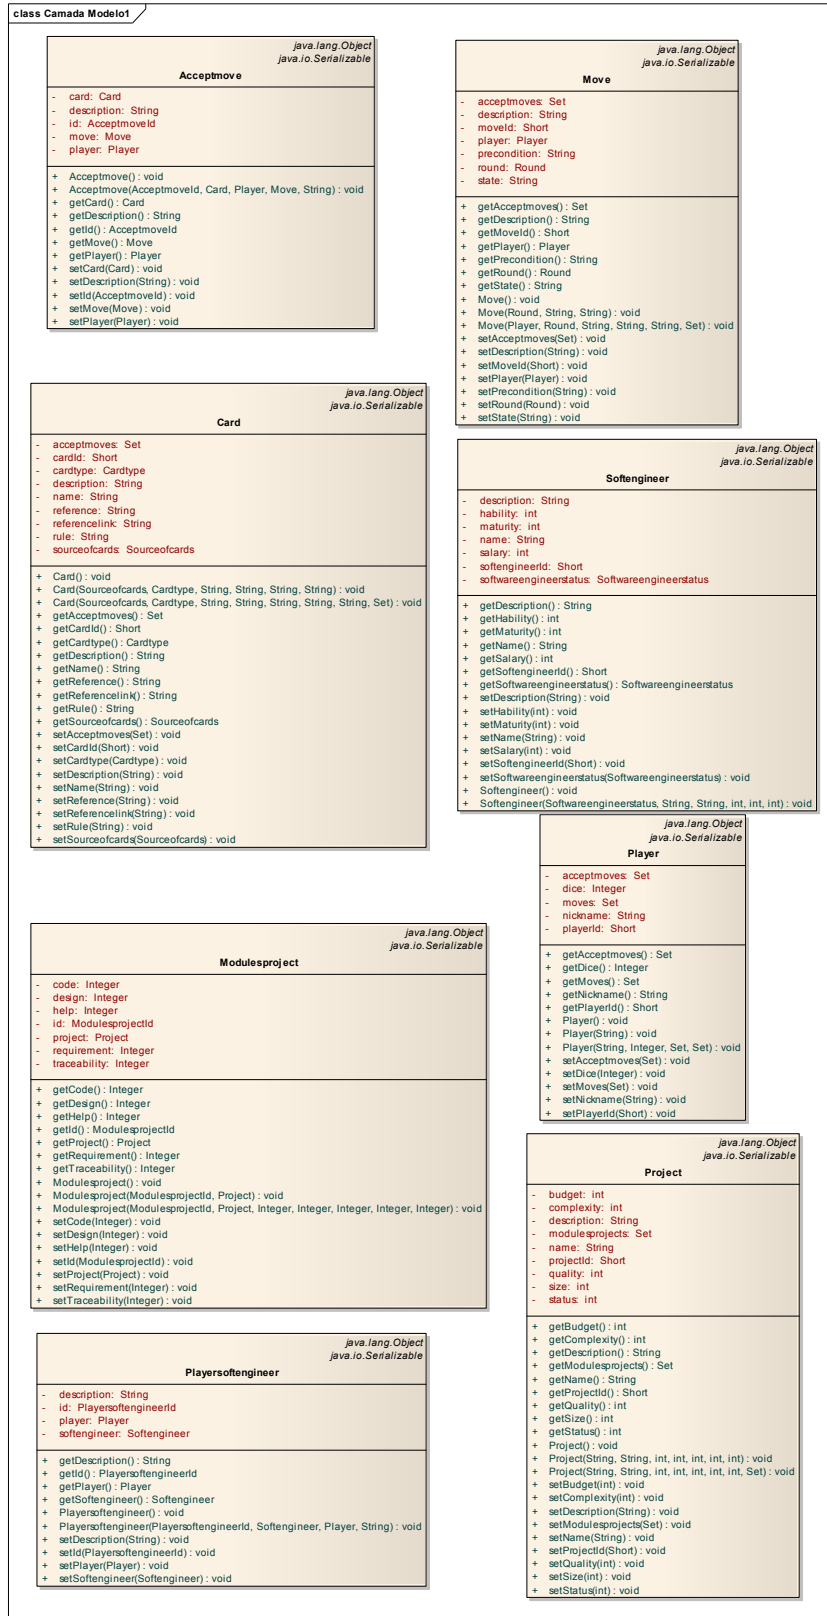 class Camada Modelo1
java.lang.Object
java.io.Serializable
Acceptmove
- card: Card
- description: String
- id: AcceptmoveId
- move: Move
- player: Player
+ Acceptmove() : void
+ Acceptmove(AcceptmoveId, Card, Player, Move, String) : void
+ getCard() : Card
+ getDescription() : String
+ getId() : AcceptmoveId
+ getMove() : Move
+ getPlayer() : Player
+ setCard(Card) : void
+ setDescription(String) : void
+ setId(AcceptmoveId) : void
+ setMove(Move) : void
+ setPlayer(Player) : void
java.lang.Object
java.io.Serializable
Move
- acceptmoves: Set
- description: String
- moveId: Short
- player: Player
- precondition: String
- round: Round
- state: String
+ getAcceptmoves() : Set
+ getDescription() : String
+ getMoveId() : Short
+ getPlayer() : Player
+ getPrecondition() : String
+ getRound() : Round
+ getState() : String
+ Move() : void
+ Move(Round, String, String) : void
+ Move(Player, Round, String, String, String, Set) : void
+ setAcceptmoves(Set) : void
+ setDescription(String) : void
+ setMoveId(Short) : void
+ setPlayer(Player) : void
+ setPrecondition(String) : void
+ setRound(Round) : void
+ setState(String) : void
java.lang.Object
java.io.Serializable
Card
- acceptmoves: Set
- cardId: Short
- cardtype: Cardtype
- description: String
- name: String
- reference: String
- referencelink: String
- rule: String
- sourceofcards: Sourceofcards
+ Card() : void
+ Card(Sourceofcards, Cardtype, String, String, String, String) : void
+ Card(Sourceofcards, Cardtype, String, String, String, String, String, Set) : void
+ getAcceptmoves() : Set
+ getCardId() : Short
+ getCardtype() : Cardtype
+ getDescription() : String
+ getName() : String
+ getReference() : String
+ getReferencelink() : String
+ getRule() : String
+ getSourceofcards() : Sourceofcards
+ setAcceptmoves(Set) : void
+ setCardId(Short) : void
+ setCardtype(Cardtype) : void
+ setDescription(String) : void
+ setName(String) : void
+ setReference(String) : void
+ setReferencelink(String) : void
+ setRule(String) : void
+ setSourceofcards(Sourceofcards) : void
java.lang.Object
java.io.Serializable
Softengineer
- description: String
- hability: int
- maturity: int
- name: String
- salary: int
- softengineerId: Short
- softwareengineerstatus: Softwareengineerstatus
+ getDescription() : String
+ getHability() : int
+ getMaturity() : int
+ getName() : String
+ getSalary() : int
+ getSoftengineerId() : Short
+ getSoftwareengineerstatus() : Softwareengineerstatus
+ setDescription(String) : void
+ setHability(int) : void
+ setMaturity(int) : void
+ setName(String) : void
+ setSalary(int) : void
+ setSoftengineerId(Short) : void
+ setSoftwareengineerstatus(Softwareengineerstatus) : void
+ Softengineer() : void
+ Softengineer(Softwareengineerstatus, String, String, int, int, int) : void
java.lang.Object
java.io.Serializable
Player
- acceptmoves: Set
- dice: Integer
- moves: Set
- nickname: String
- playerId: Short
+ getAcceptmoves() : Set
+ getDice() : Integer
+ getMoves() : Set
+ getNickname() : String
+ getPlayerId() : Short
+ Player() : void
+ Player(String) : void
+ Player(String, Integer, Set, Set) : void
+ setAcceptmoves(Set) : void
+ setDice(Integer) : void
+ setMoves(Set) : void
+ setNickname(String) : void
+ setPlayerId(Short) : void
java.lang.Object
java.io.Serializable
Modulesproject
- code: Integer
- design: Integer
- help: Integer
- id: ModulesprojectId
- project: Project
- requirement: Integer
- traceability: Integer
+ getCode() : Integer
+ getDesign() : Integer
+ getHelp() : Integer
+ getId() : ModulesprojectId
+ getProject() : Project
+ getRequirement() : Integer
+ getTraceability() : Integer
+ Modulesproject() : void
+ Modulesproject(ModulesprojectId, Project) : void
+ Modulesproject(ModulesprojectId, Project, Integer, Integer, Integer, Integer, Integer) : void
+ setCode(Integer) : void
+ setDesign(Integer) : void
+ setHelp(Integer) : void
+ setId(ModulesprojectId) : void
+ setProject(Project) : void
+ setRequirement(Integer) : void
+ setTraceability(Integer) : void
java.lang.Object
java.io.Serializable
Project
- budget: int
- complexity: int
- description: String
- modulesprojects: Set
- name: String
- projectId: Short
- quality: int
- size: int
- status: int
+ getBudget() : int
+ getComplexity() : int
+ getDescription() : String
+ getModulesprojects() : Set
+ getName() : String
+ getProjectId() : Short
+ getQuality() : int
+ getSize() : int
+ getStatus() : int
+ Project() : void
+ Project(String, String, int, int, int, int, int) : void
+ Project(String, String, int, int, int, int, int, Set) : void
+ setBudget(int) : void
+ setComplexity(int) : void
+ setDescription(String) : void
+ setModulesprojects(Set) : void
+ setName(String) : void
+ setProjectId(Short) : void
+ setQuality(int) : void
+ setSize(int) : void
+ setStatus(int) : void
java.lang.Object
java.io.Serializable
Playersoftengineer
- description: String
- id: PlayersoftengineerId
- player: Player
- softengineer: Softengineer
+ getDescription() : String
+ getId() : PlayersoftengineerId
+ getPlayer() : Player
+ getSoftengineer() : Softengineer
+ Playersoftengineer() : void
+ Playersoftengineer(PlayersoftengineerId, Softengineer, Player, String) : void
+ setDescription(String) : void
+ setId(PlayersoftengineerId) : void
+ setPlayer(Player) : void
+ setSoftengineer(Softengineer) : void